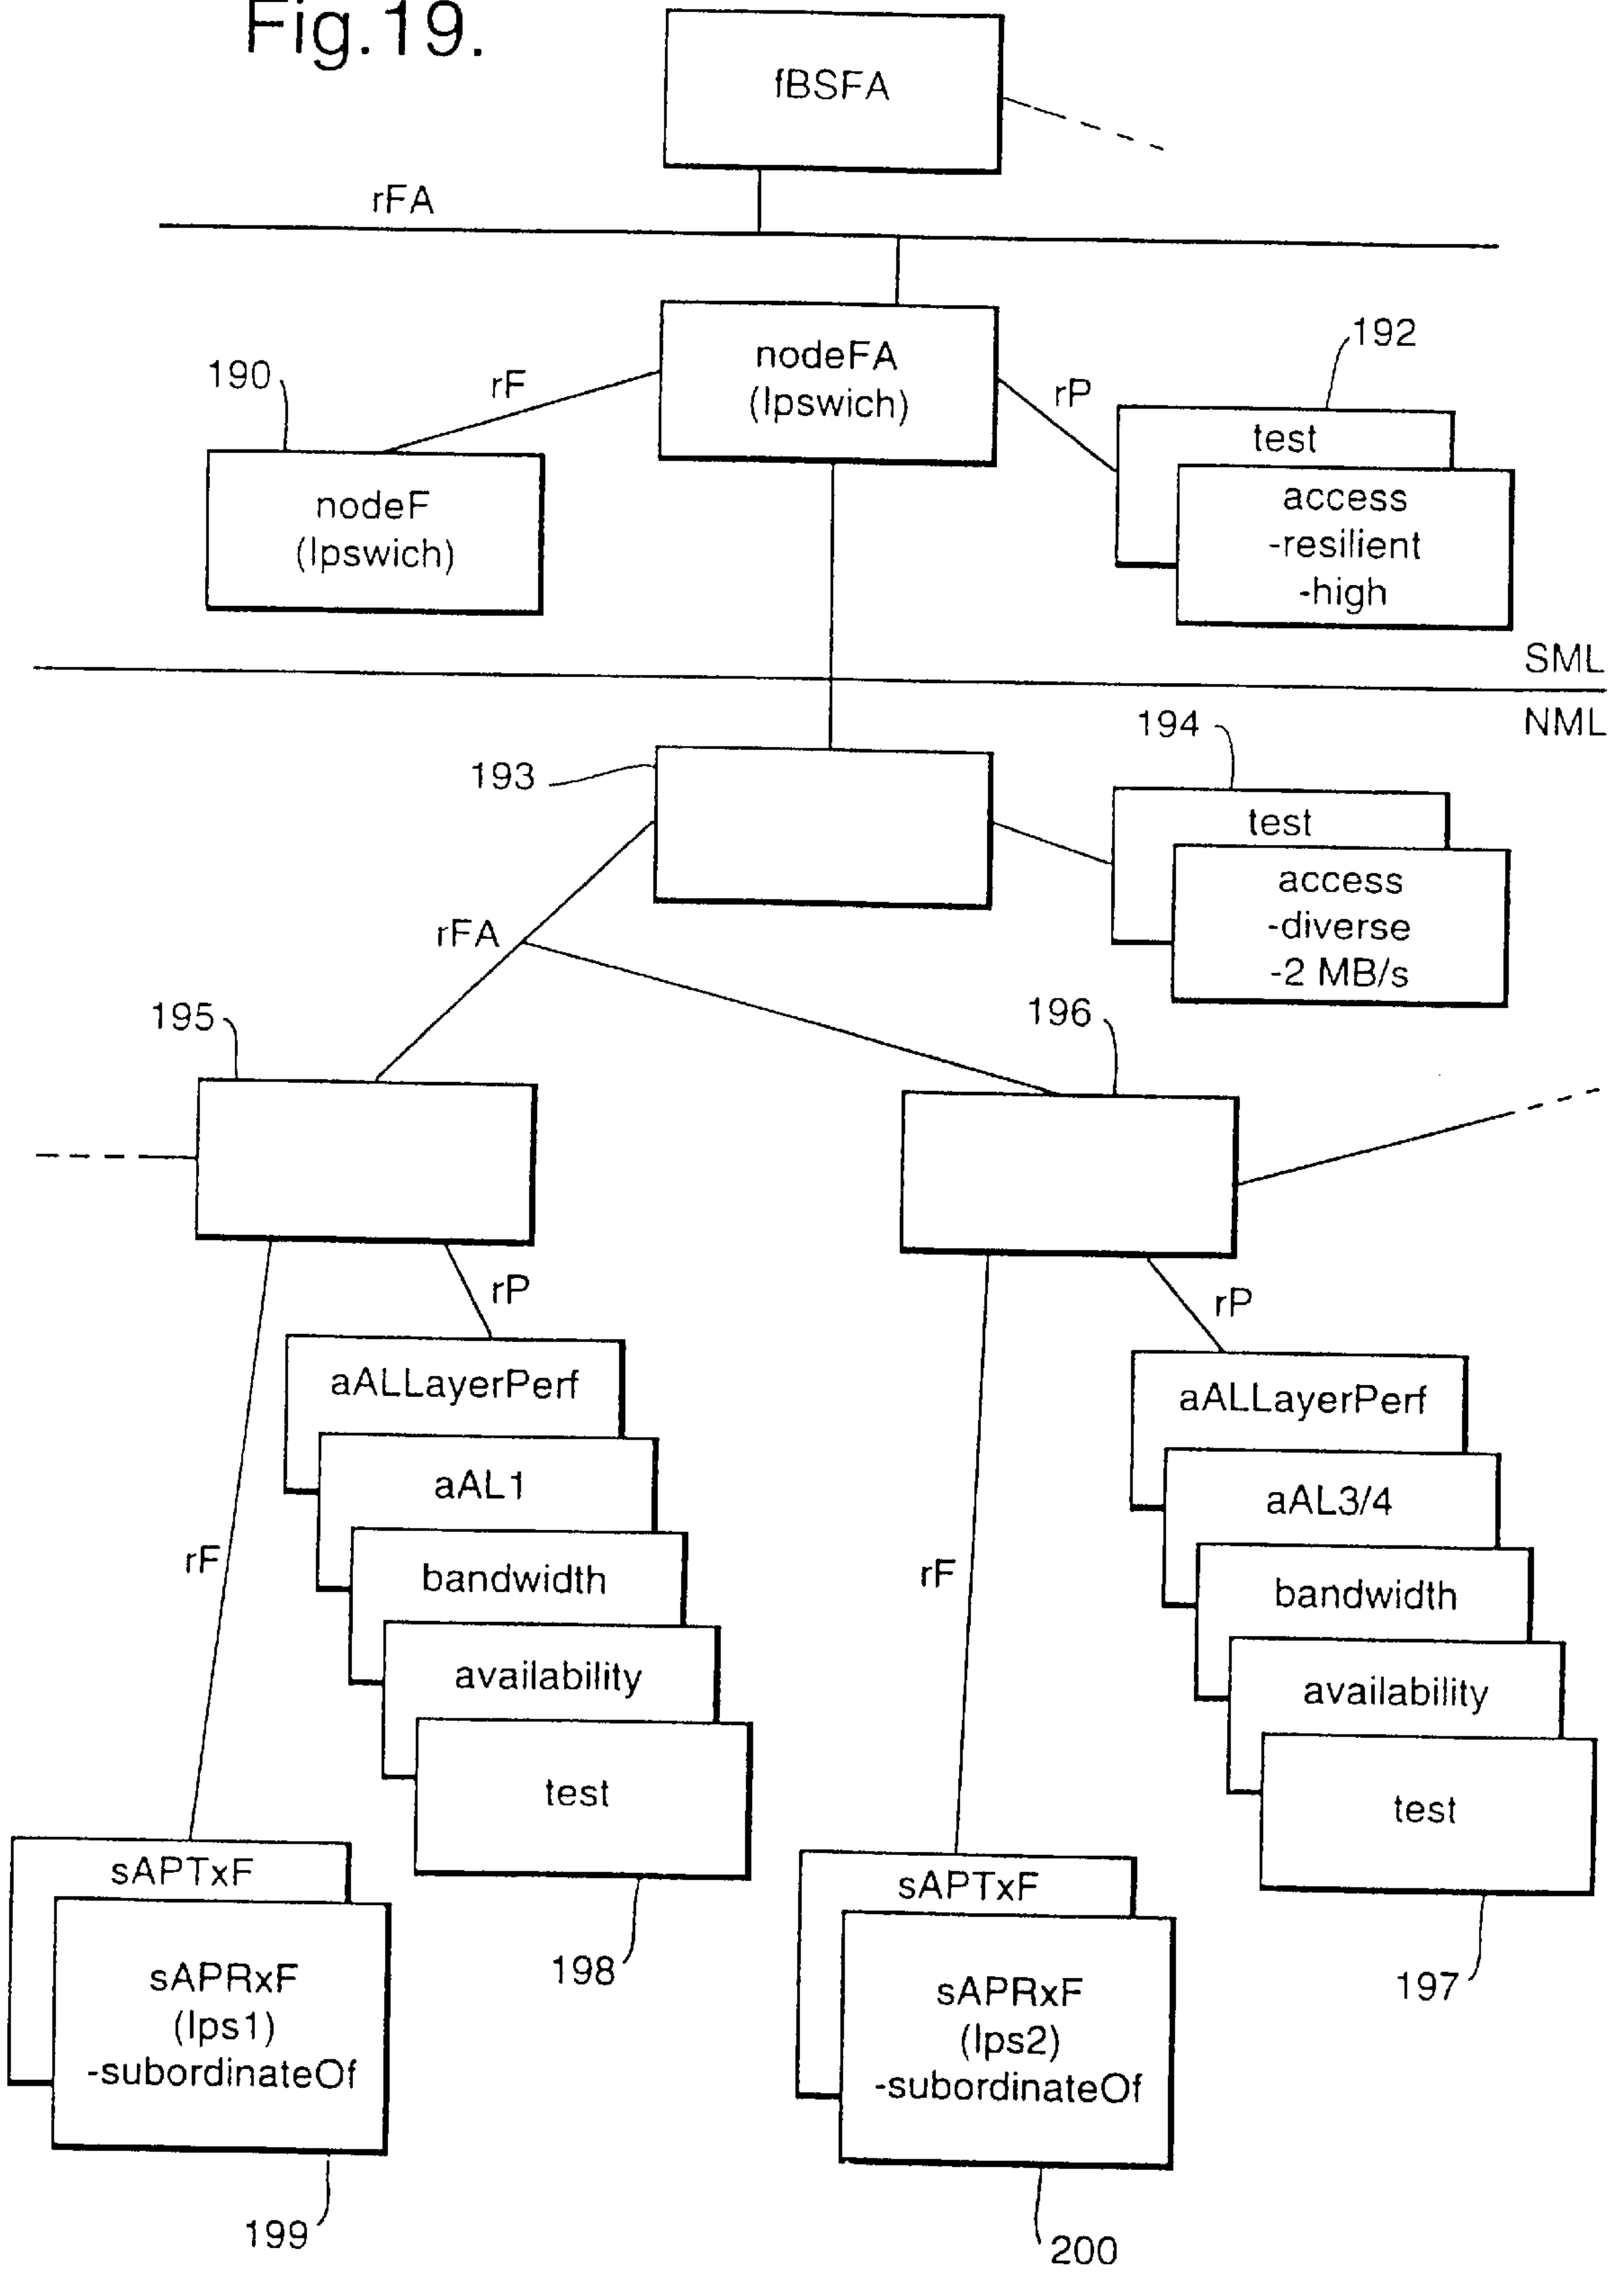 Fig.19.
fBSFA
rFA
nodeFA
(Ipswich)
192
190
rF
rP
test
access
-resilient
-high
nodeF
(Ipswich)
SML
NML
194
193
test
access
-diverse
-2 MB/s
rFA
195
196
rP
rP
aALLayerPerf
aAL1
bandwidth
availability
test
aALLayerPerf
aAL3/4
bandwidth
availability
test
rF
rF
sAPTxF
sAPRxF
(Ips1)
-subordinateOf
sAPTxF
sAPRxF
(Ips2)
-subordinateOf
198
197
199
200